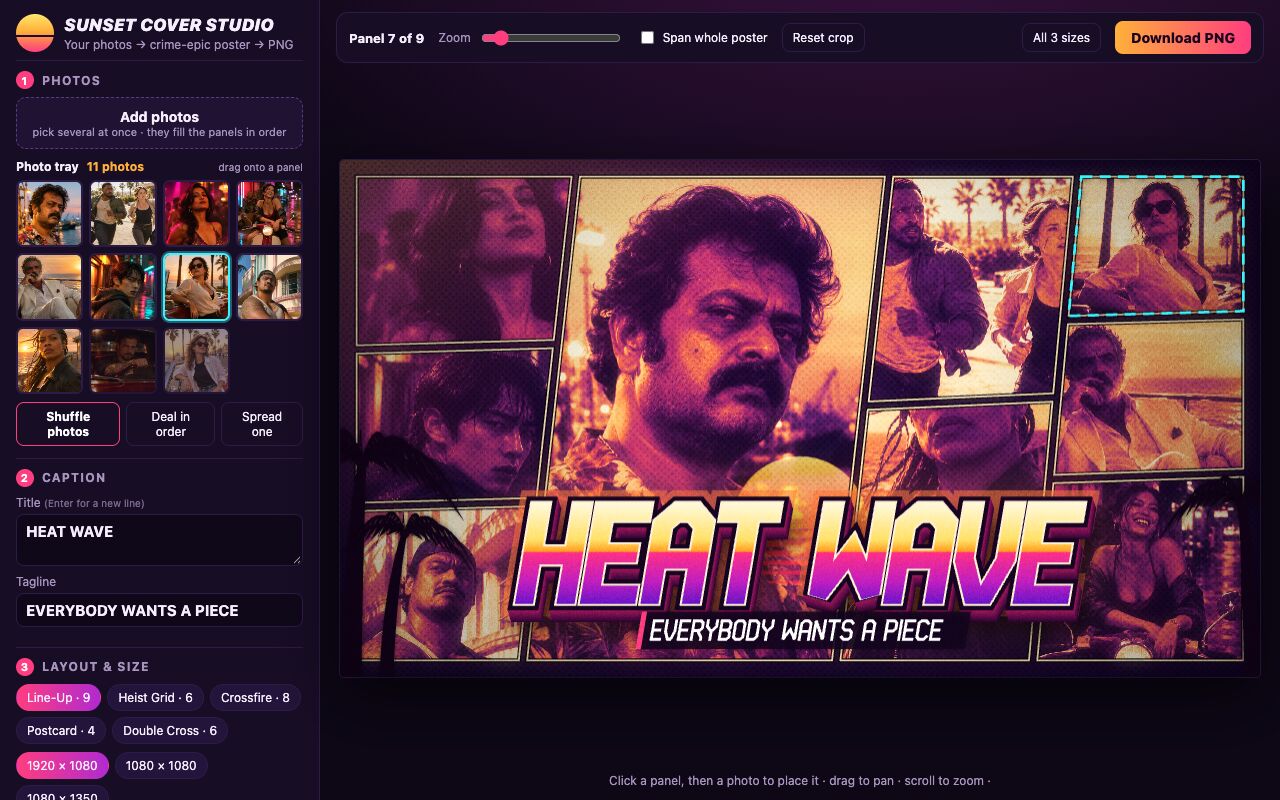 SUNSET COVER STUDIO
Your photos → crime-epic poster → PNG
1 PHOTOS
Add photos
pick several at once · they fill the panels in order
Photo tray 11 photos drag onto a panel
Shuffle photos
Deal in order
Spread one
2 CAPTION
Title (Enter for a new line)
HEAT WAVE
Tagline
EVERYBODY WANTS A PIECE
3 LAYOUT & SIZE
Line-Up · 9 Heist Grid · 6 Crossfire · 8
Postcard · 4 Double Cross · 6
1920 × 1080 1080 × 1080
1080 × 1350
Panel 7 of 9 Zoom Span whole poster Reset crop All 3 sizes Download PNG
HEAT WAVE
EVERYBODY WANTS A PIECE
Click a panel, then a photo to place it · drag to pan · scroll to zoom ·